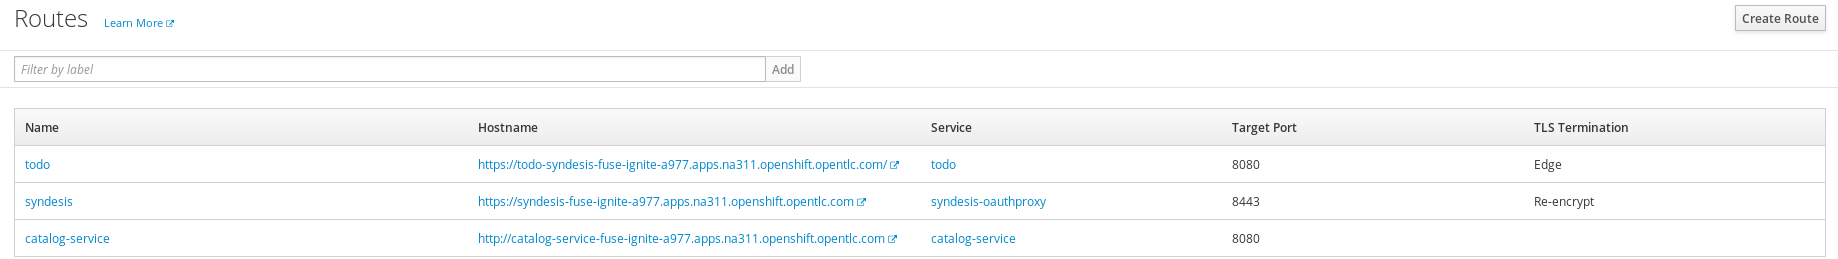 Routes Learn More
Create Route
Filter by label Add
Name Hostname Service Target Port TLS Termination
todo https://todo-syndesis-fuse-ignite-a977.apps.na311.openshift.opentlc.com/ todo 8080 Edge
syndesis https://syndesis-fuse-ignite-a977.apps.na311.openshift.opentlc.com syndesis-oauthproxy 8443 Re-encrypt
catalog-service http://catalog-service-fuse-ignite-a977.apps.na311.openshift.opentlc.com catalog-service 8080